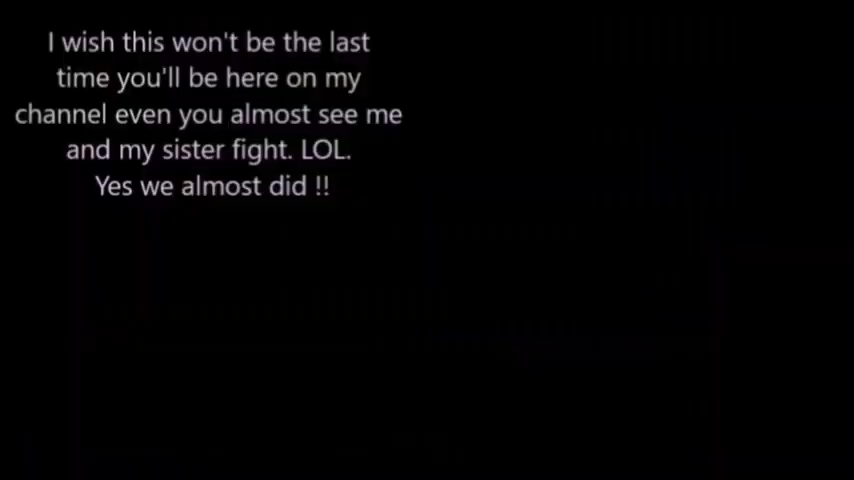 I wish this won't be the last
time you'll be here on my
channel even you almost see me
and my sister fight. LOL.
Yes we almost did !!